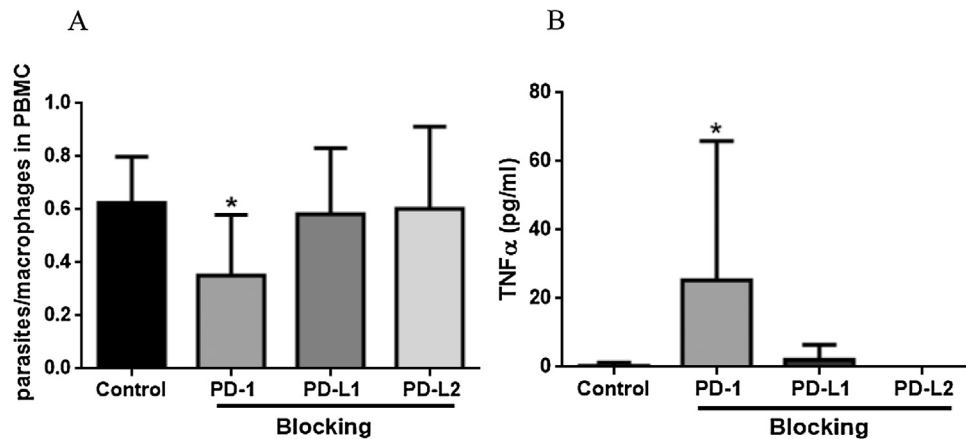 A
parasites/macrophages in PBMC
1.0
0.8
0.6
0.4
0.2
0.0
*
Control PD-1 PD-L1 PD-L2
Blocking
B
TNFα (pg/ml)
80
60
40
20
0
*
Control PD-1 PD-L1 PD-L2
Blocking